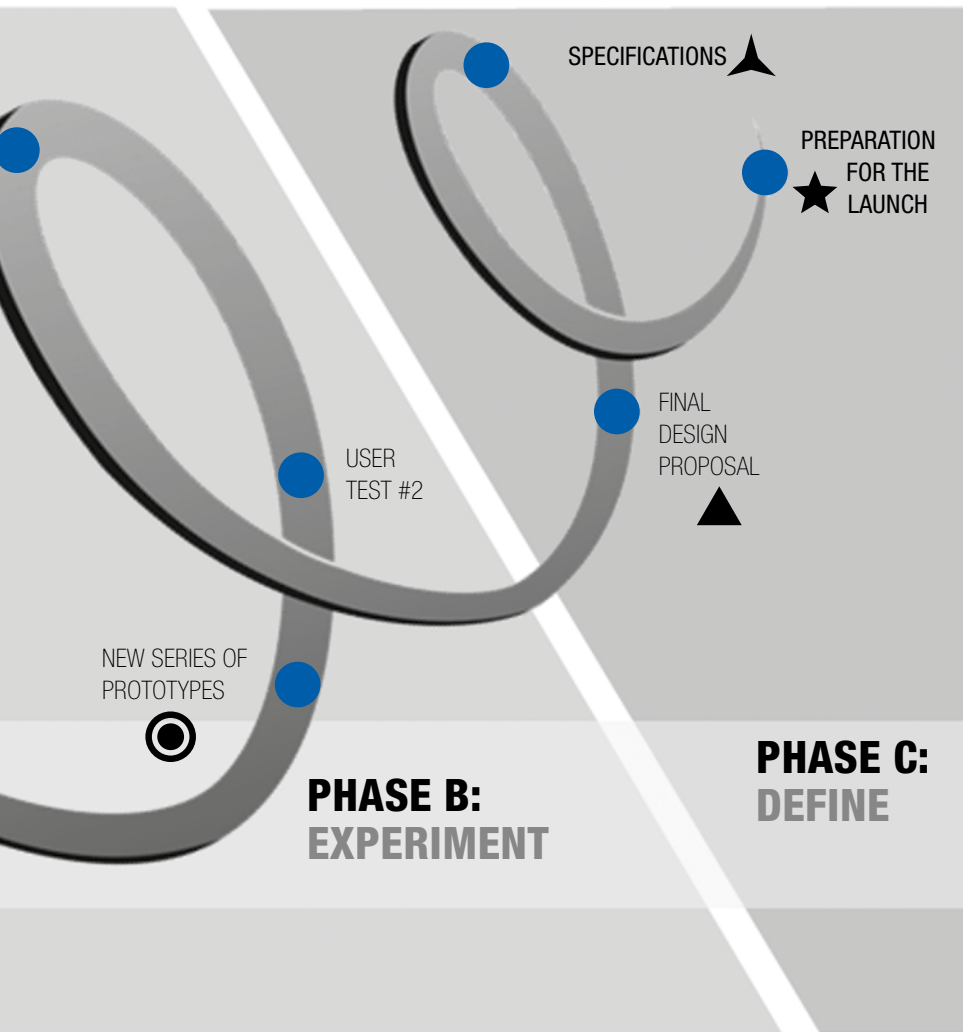 SPECIFICATIONS
PREPARATION
FOR THE
LAUNCH
FINAL
DESIGN
PROPOSAL
USER
TEST #2
NEW SERIES OF
PROTOTYPES
PHASE B:
EXPERIMENT
PHASE C:
DEFINE